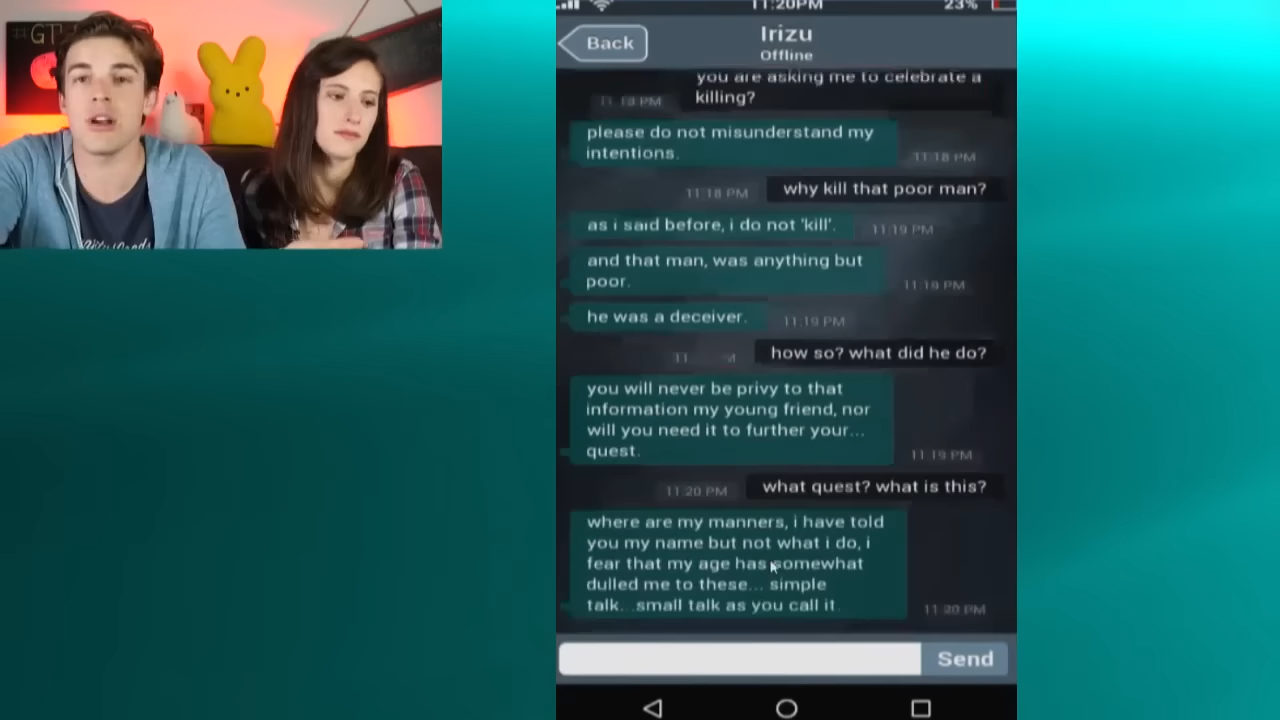 #GT
11:20PM
23%
Back
Irizu
Offline
you are asking me to celebrate a
killing?
PM
please do not misunderstand my
intentions.
11:18 PM
11:18 PM
why kill that poor man?
as i said before, i do not 'kill'.
11:19 PM
and that man, was anything but
poor.
11:19 PM
he was a deceiver.
11:19 PM
11
how so? what did he do?
you will never be privy to that
information my young friend, nor
will you need it to further your...
quest.
11:19 PM
11:20 PM
what quest? what is this?
where are my manners, i have told
you my name but not what i do, i
fear that my age has somewhat
dulled me to these... simple
talk...small talk as you call it.
11:20 PM
Send